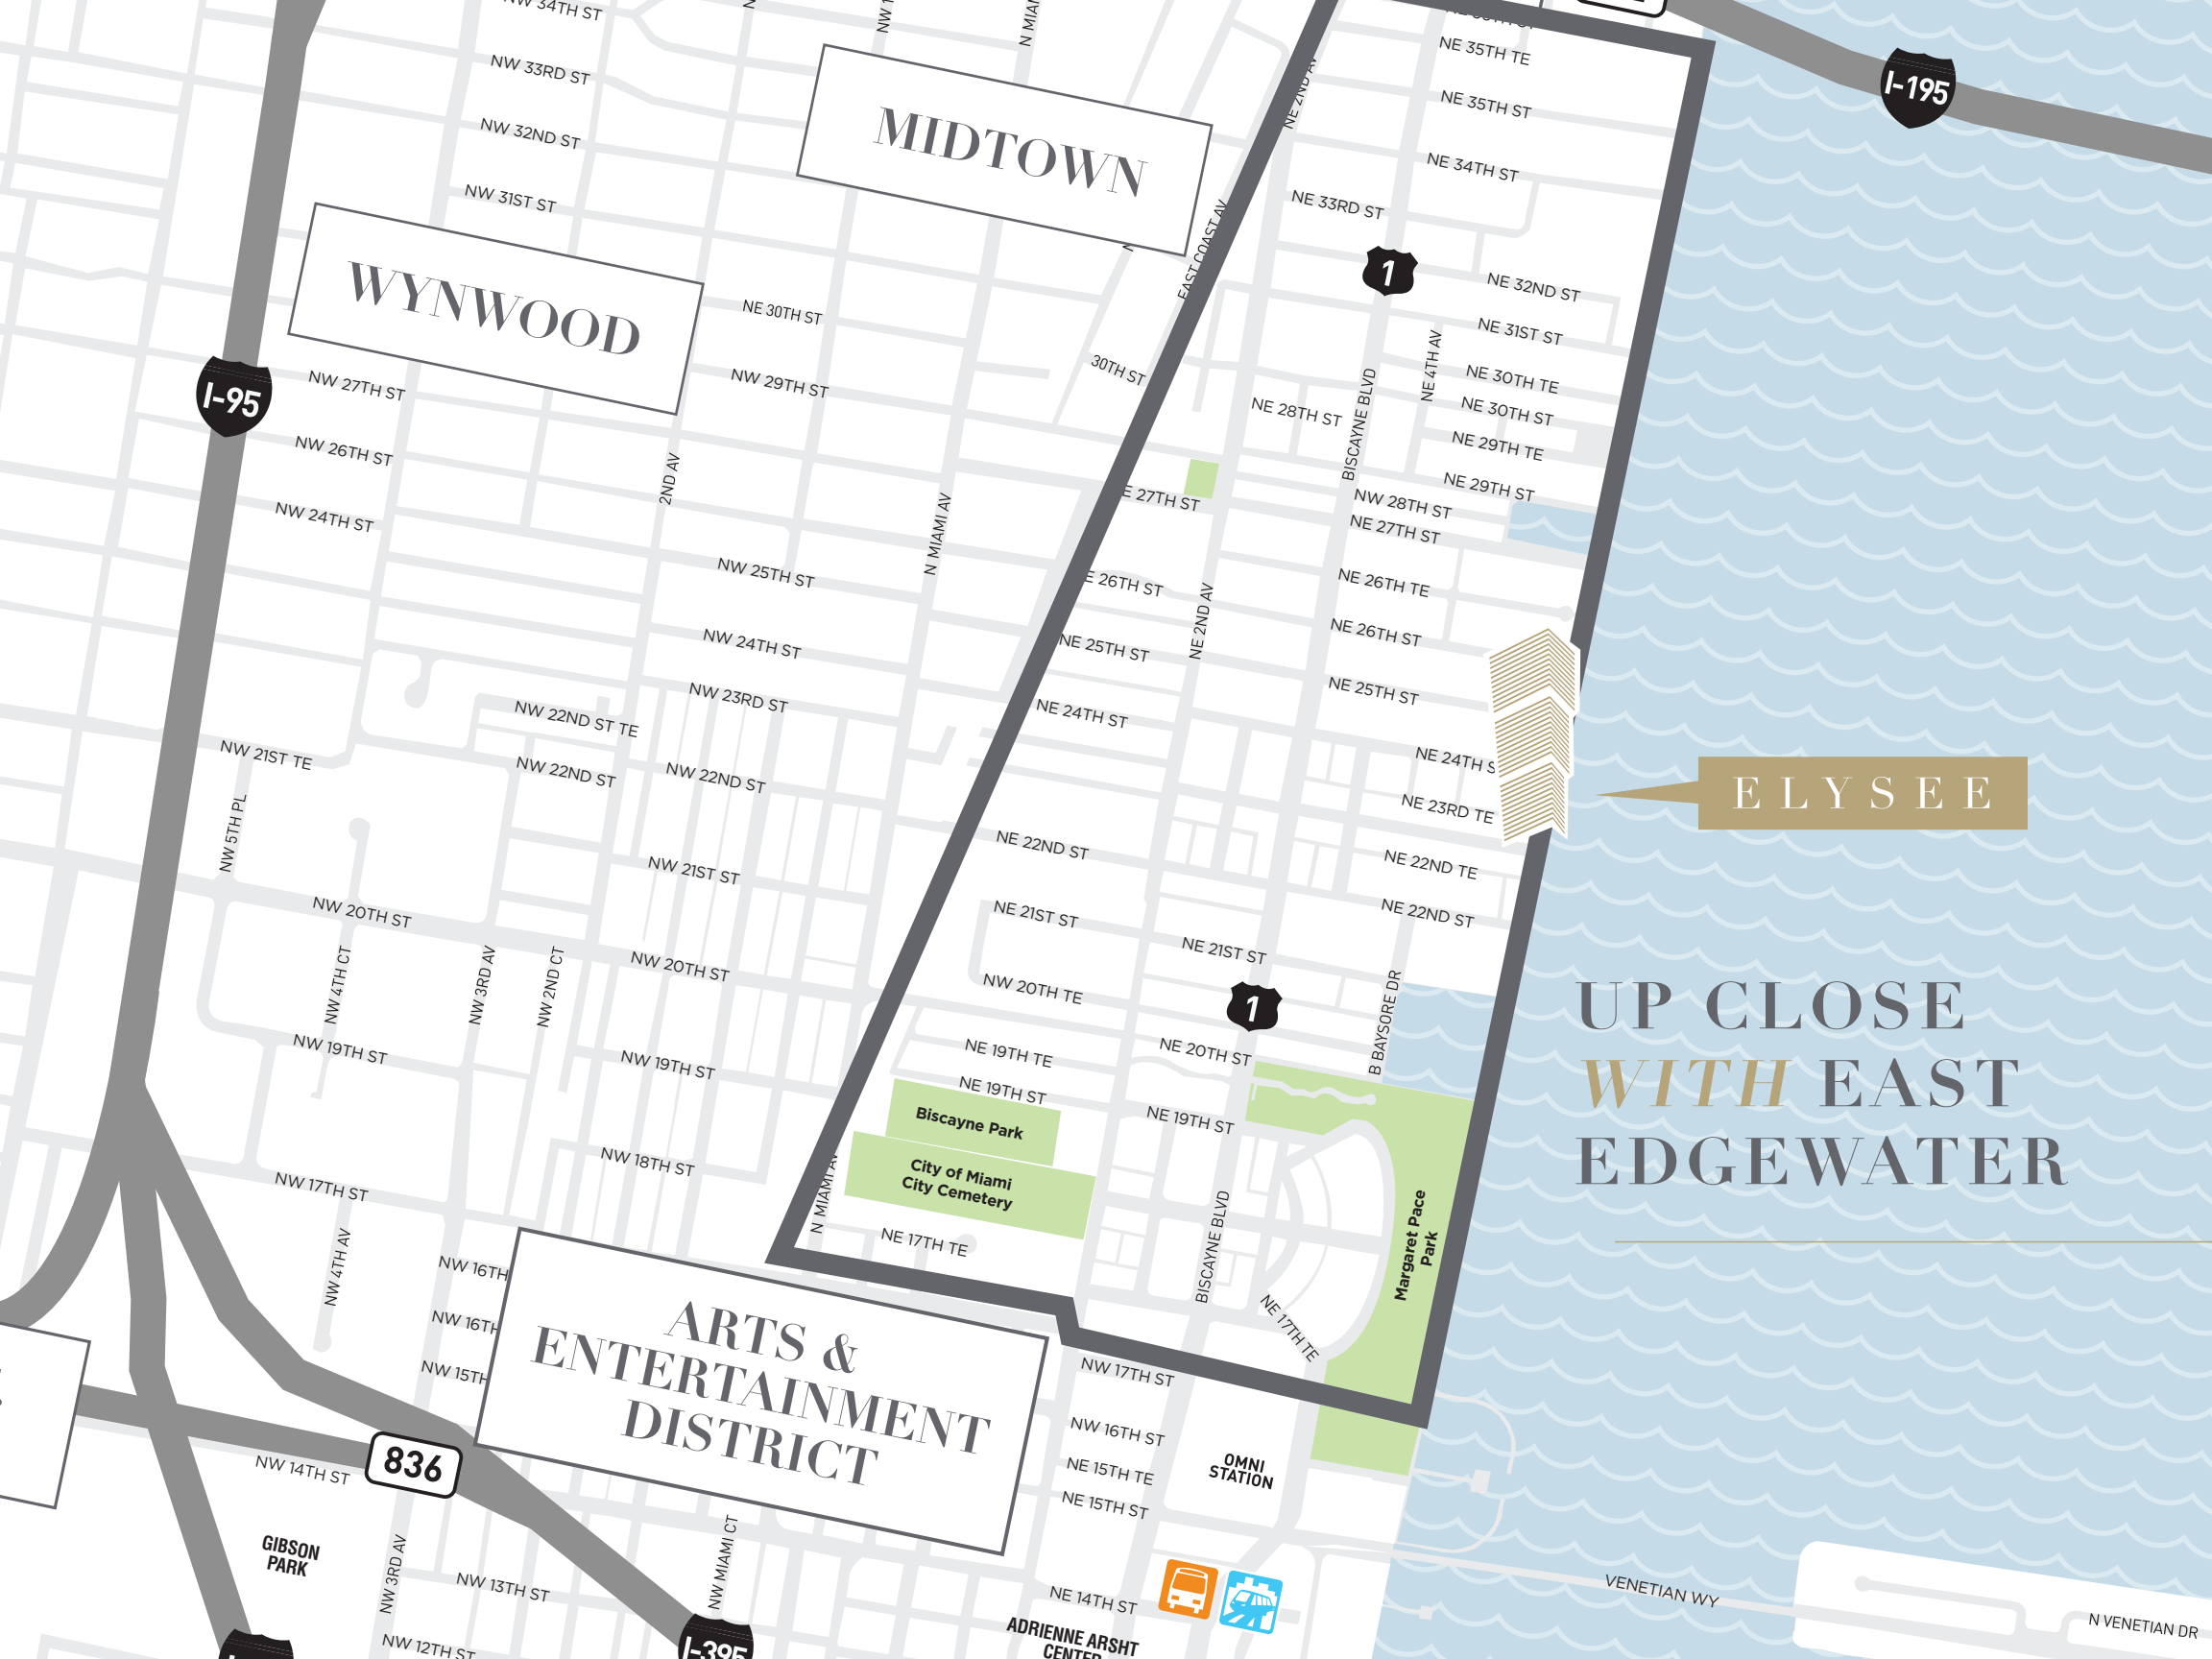 NW 34TH ST
NW 33RD ST
NW 32ND ST
NW 31ST ST
MIDTOWN
WYNWOOD
I-95
I-195
NE 2ND AV
EAST COAST AV
NE 35TH TE
NE 35TH ST
NE 34TH ST
NE 33RD ST
1
NE 32ND ST
NE 31ST ST
NE 30TH TE
NE 30TH ST
NE 29TH TE
NE 29TH ST
NE 4TH AV
BISCAYNE BLVD
NE 28TH ST
NW 28TH ST
NE 27TH ST
NE 26TH TE
NE 26TH ST
NE 25TH ST
NE 24TH S
NE 23RD TE
NE 22ND TE
NE 22ND ST
NE 30TH ST
NW 29TH ST
30TH ST
NW 27TH ST
NW 26TH ST
NW 24TH ST
2ND AV
N MIAMI AV
E 27TH ST
E 26TH ST
NE 25TH ST
NE 24TH ST
NE 2ND AV
NW 25TH ST
NW 24TH ST
NW 23RD ST
NW 22ND ST TE
NW 22ND ST
NW 22ND ST
NW 21ST TE
NW 5TH PL
NW 21ST ST
NW 20TH ST
NW 20TH ST
NW 4TH CT
NW 3RD AV
NW 2ND CT
NW 19TH ST
NW 19TH ST
NW 18TH ST
NW 17TH ST
NW 4TH AV
NE 22ND ST
NE 21ST ST
NE 21ST ST
NW 20TH TE
1
B BAYSORE DR
NE 20TH ST
NE 19TH TE
NE 19TH ST
NE 19TH ST
Biscayne Park
City of Miami
City Cemetery
N MIAMI AV
NE 17TH TE
BISCAYNE BLVD
NE 17TH TE
Margaret Pace
Park
ELYSEE
UP CLOSE
WITH EAST
EDGEWATER
NW 16TH
NW 16TH
NW 15TH
ARTS &
ENTERTAINMENT
DISTRICT
NW 17TH ST
NW 16TH ST
NE 15TH TE
NE 15TH ST
OMNI
STATION
836
NW 14TH ST
GIBSON
PARK
NW 3RD AV
NW 13TH ST
NW 12TH ST
NW MIAMI CT
I-395
NE 14TH ST
ADRIENNE ARSHT
CENTER
VENETIAN WY
N VENETIAN DR